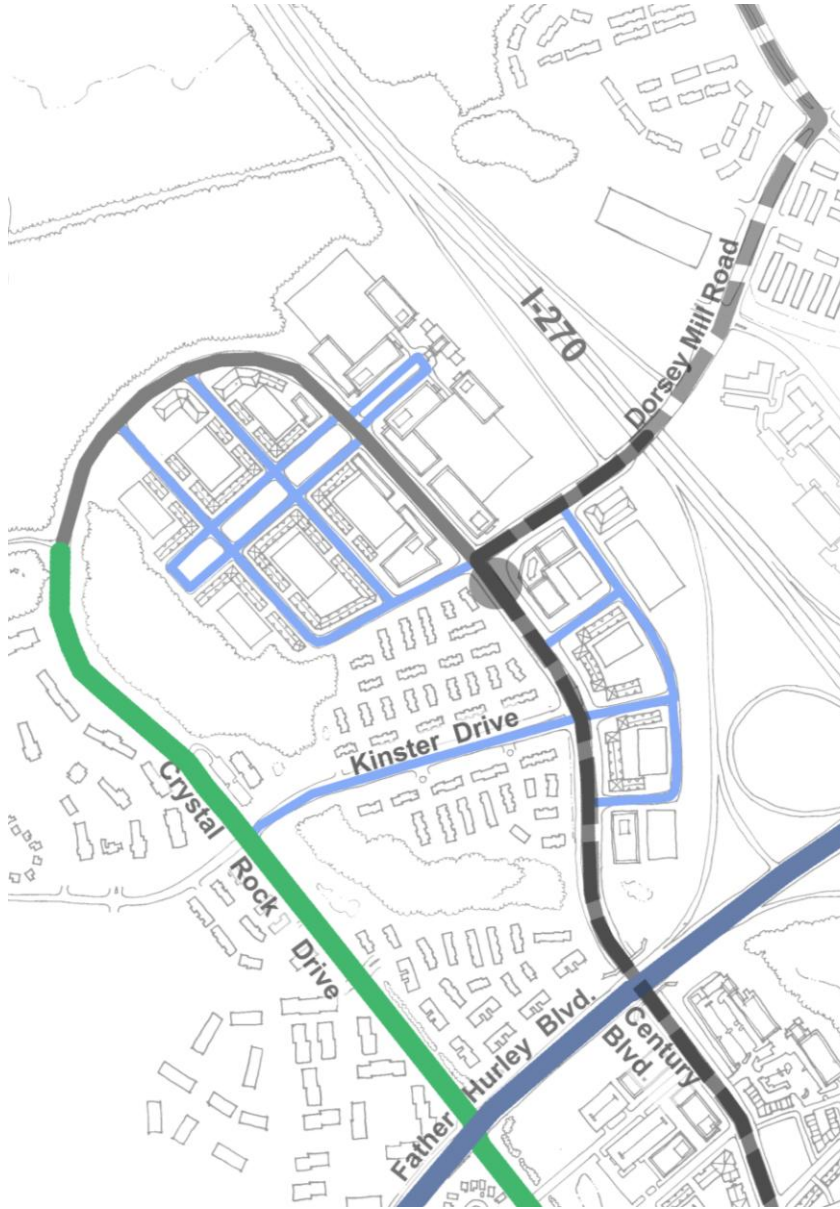 I-270
Dorsey Mill Road
Kinster Drive
Crystal Rock Drive
Father Hurley Blvd.
Century
Blvd.